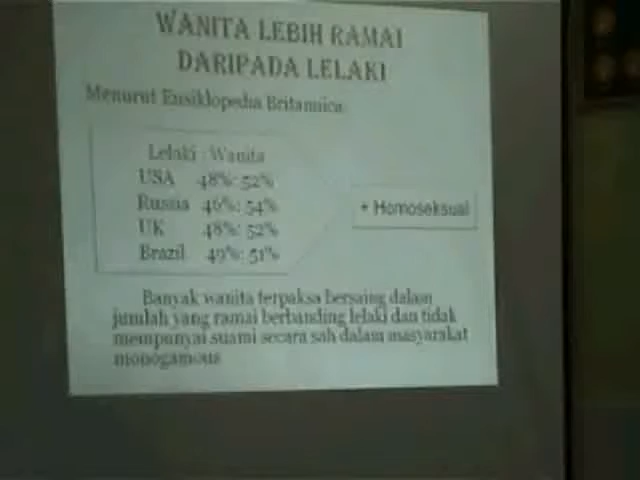 WANITA LEBIH RAMAI
DARIPADA LELAKI
Menurut Ensiklopedia Britannica:
Lelaki : Wanita
USA 48%: 52%
Russia 46%: 54%
UK 48%: 52%
Brazil 49%: 51%
+ Homoseksual
Banyak wanita terpaksa bersaing dalam
jumlah yang ramai berbanding lelaki dan tidak
mempunyai suami secara sah dalam masyarakat
monogamous